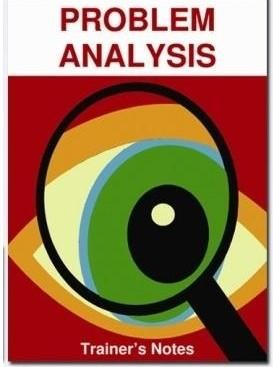 PROBLEM
ANALYSIS
Trainer's Notes